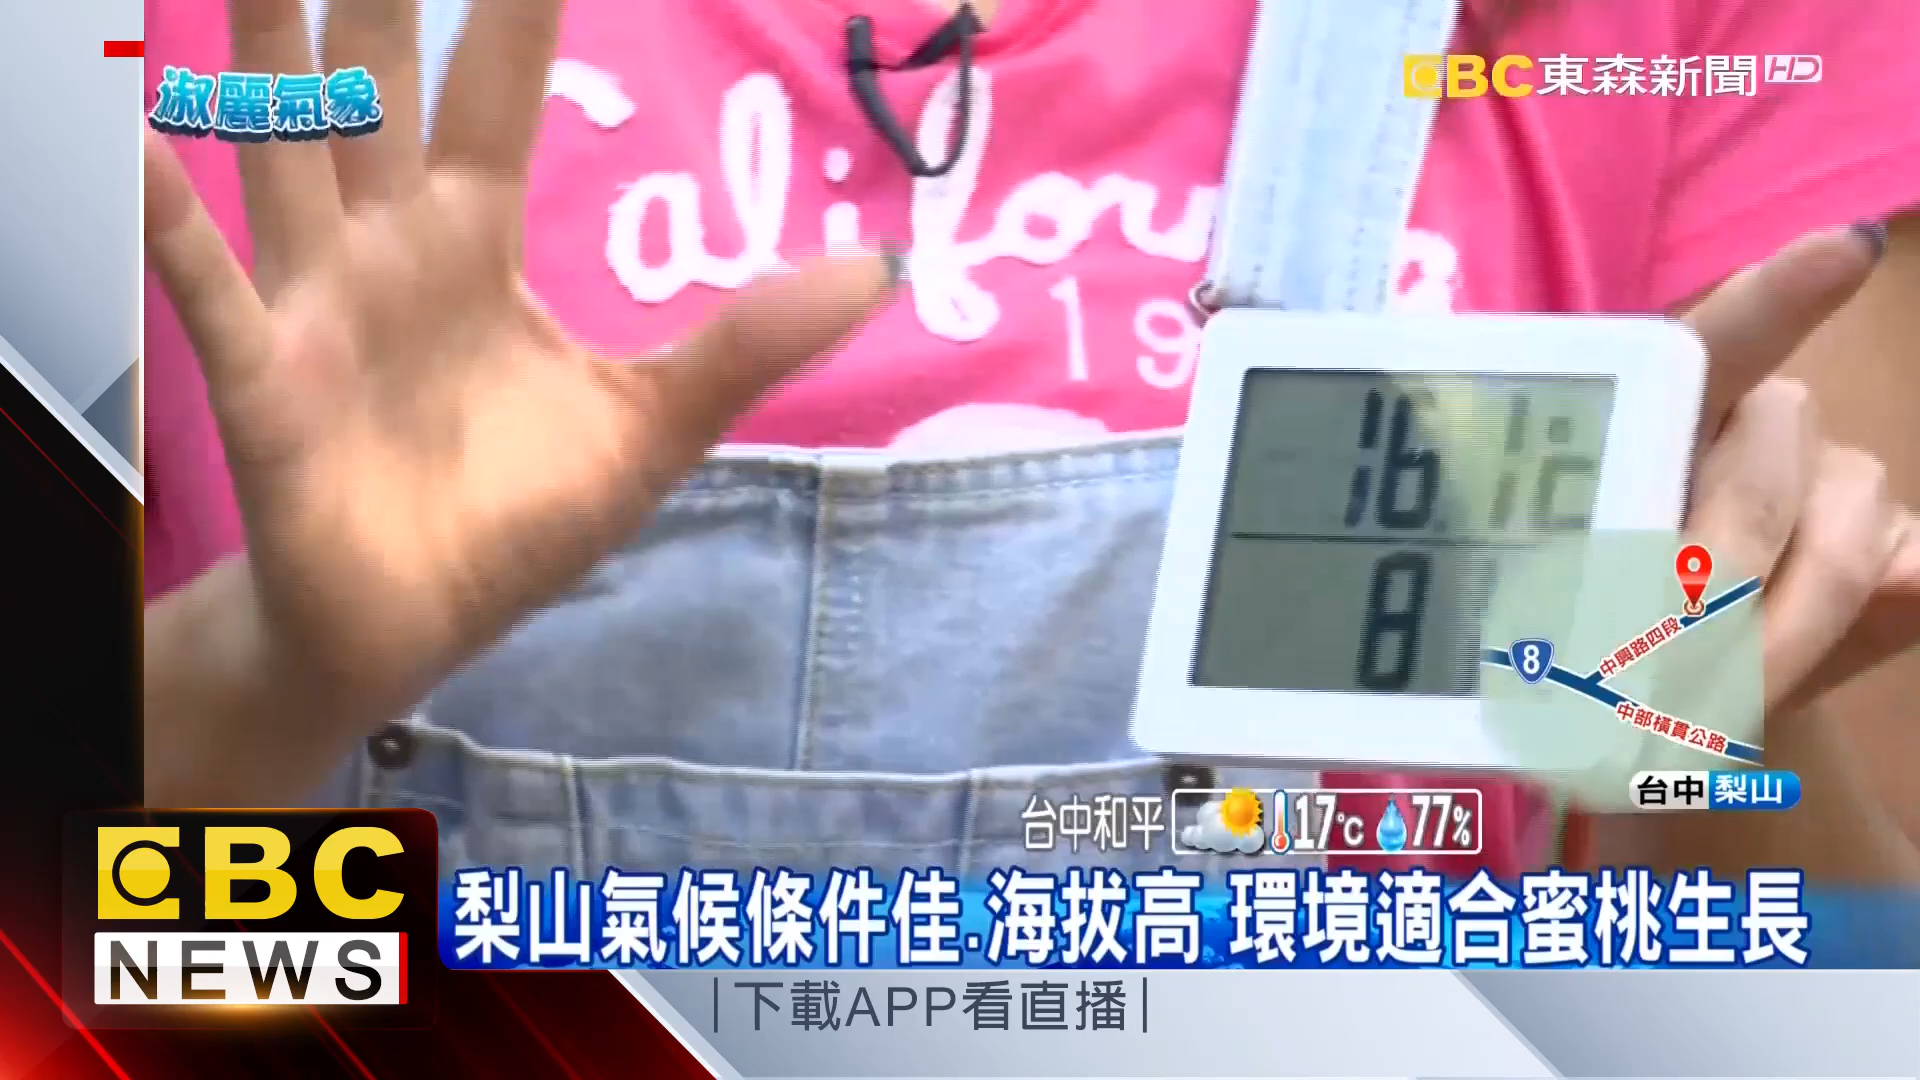 淑麗氣象
EBC東森新聞HD
California
19
16.1°C
8
8
中興路四段
中部橫貫公路
台中 梨山
台中和平 17°C 77%
梨山氣候條件佳.海拔高 環境適合蜜桃生長
EBC
NEWS
|下載APP看直播|